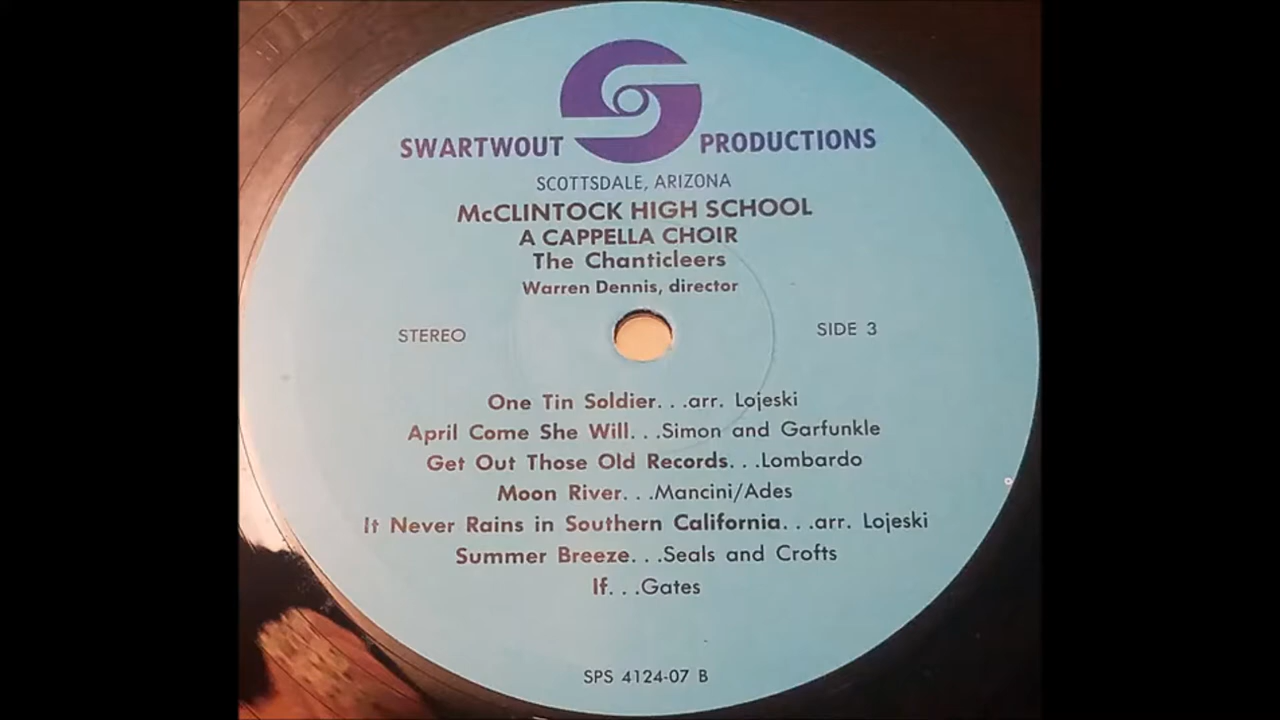 SWARTWOUT PRODUCTIONS
SCOTTSDALE, ARIZONA
McCLINTOCK HIGH SCHOOL
A CAPPELLA CHOIR
The Chanticleers
Warren Dennis, director
STEREO
SIDE 3
One Tin Soldier. . .arr. Lojeski
April Come She Will. . .Simon and Garfunkle
Get Out Those Old Records. . .Lombardo
Moon River. . .Mancini/Ades
It Never Rains in Southern California. . .arr. Lojeski
Summer Breeze. . .Seals and Crofts
If. . .Gates
SPS 4124-07 B